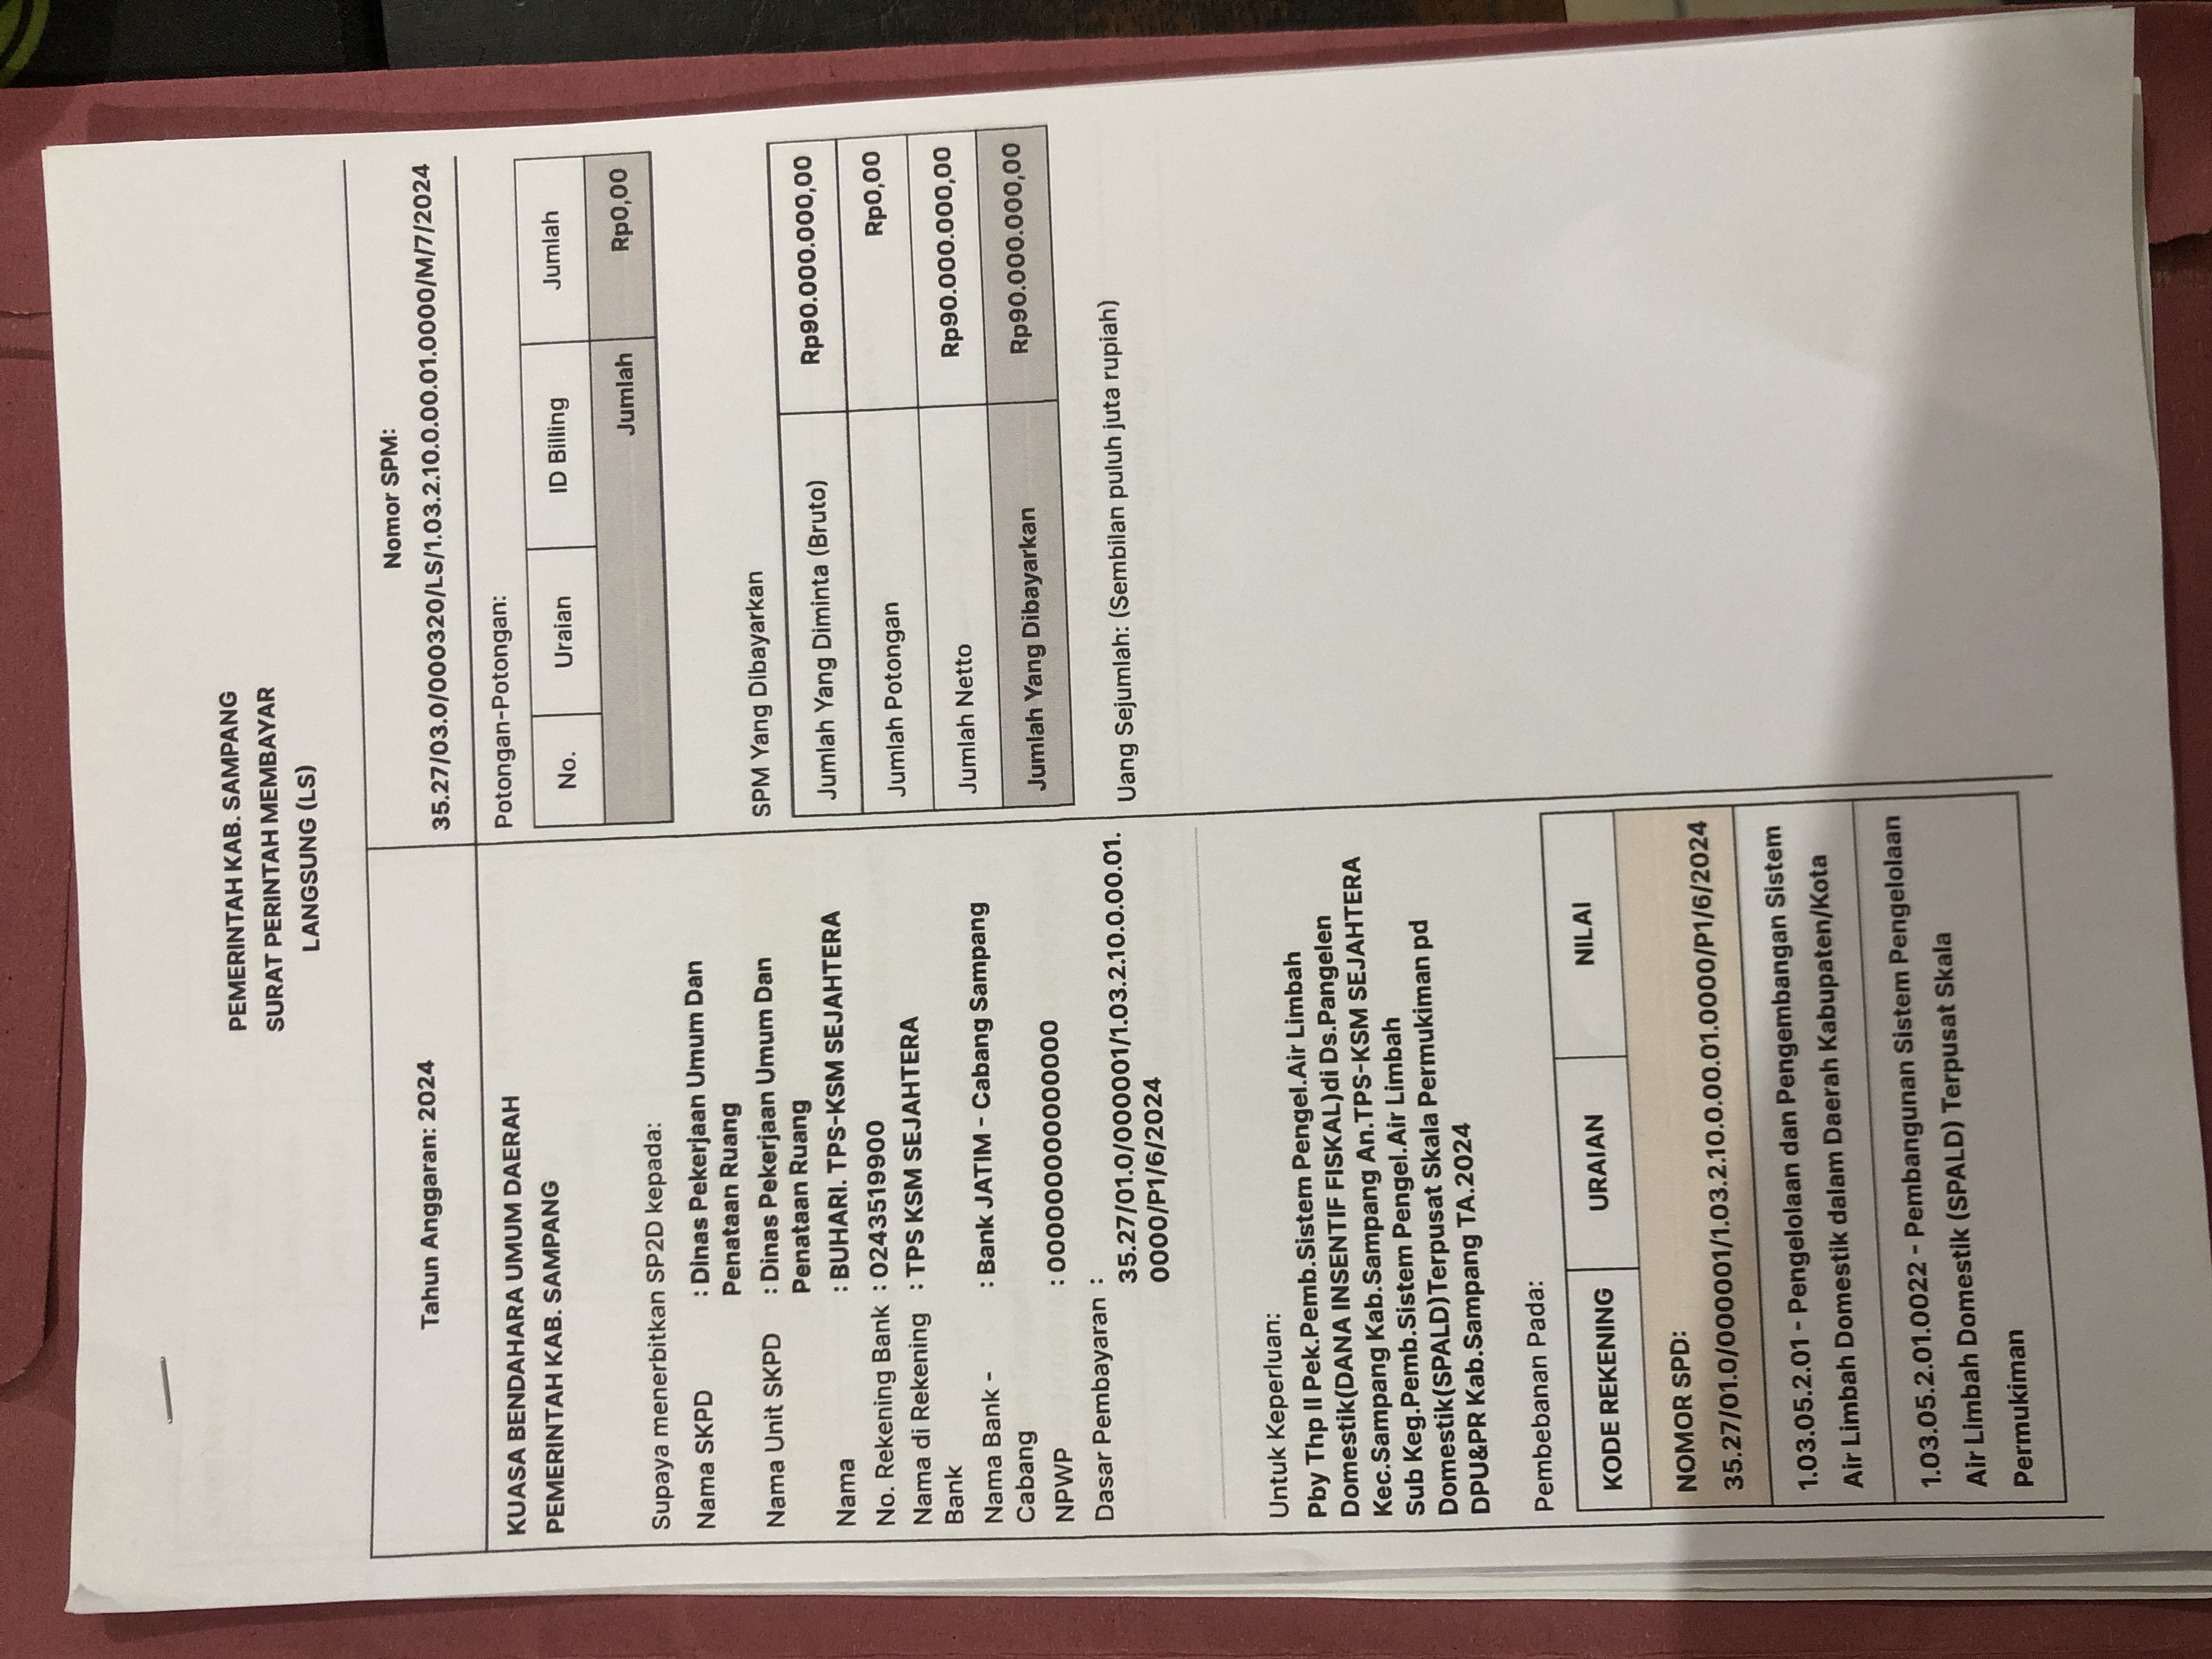 PEMERINTAH KAB. SAMPANG
SURAT PERINTAH MEMBAYAR
LANGSUNG (LS)
Tahun Anggaran: 2024
Nomor SPM:
35.27/03.0/000320/LS/1.03.2.10.0.00.01.0000/M/7/2024
KUASA BENDAHARA UMUM DAERAH
PEMERINTAH KAB. SAMPANG
Supaya menerbitkan SP2D kepada:
Nama SKPD : Dinas Pekerjaan Umum Dan
Penataan Ruang
Nama Unit SKPD : Dinas Pekerjaan Umum Dan
Penataan Ruang
Nama : BUHARI. TPS-KSM SEJAHTERA
No. Rekening Bank : 0243519900
Nama di Rekening : TPS KSM SEJAHTERA
Bank
Nama Bank - : Bank JATIM - Cabang Sampang
Cabang
NPWP : 000000000000000
Dasar Pembayaran :
35.27/01.0/000001/1.03.2.10.0.00.01.
0000/P1/6/2024
Untuk Keperluan:
Pby Thp II Pek.Pemb.Sistem Pengel.Air Limbah
Domestik(DANA INSENTIF FISKAL)di Ds.Pangelen
Kec.Sampang Kab.Sampang An.TPS-KSM SEJAHTERA
Sub Keg.Pemb.Sistem Pengel.Air Limbah
Domestik(SPALD)Terpusat Skala Permukiman pd
DPU&PR Kab.Sampang TA.2024
Pembebanan Pada:
KODE REKENING URAIAN NILAI
NOMOR SPD:
35.27/01.0/000001/1.03.2.10.0.00.01.0000/P1/6/2024
1.03.05.2.01 - Pengelolaan dan Pengembangan Sistem
Air Limbah Domestik dalam Daerah Kabupaten/Kota
1.03.05.2.01.0022 - Pembangunan Sistem Pengelolaan
Air Limbah Domestik (SPALD) Terpusat Skala
Permukiman
Potongan-Potongan:
No. Uraian ID Billing Jumlah
Jumlah Rp0,00
SPM Yang Dibayarkan
Jumlah Yang Diminta (Bruto) Rp90.000.000,00
Jumlah Potongan Rp0,00
Jumlah Netto Rp90.000.000,00
Jumlah Yang Dibayarkan Rp90.000.000,00
Uang Sejumlah: (Sembilan puluh juta rupiah)